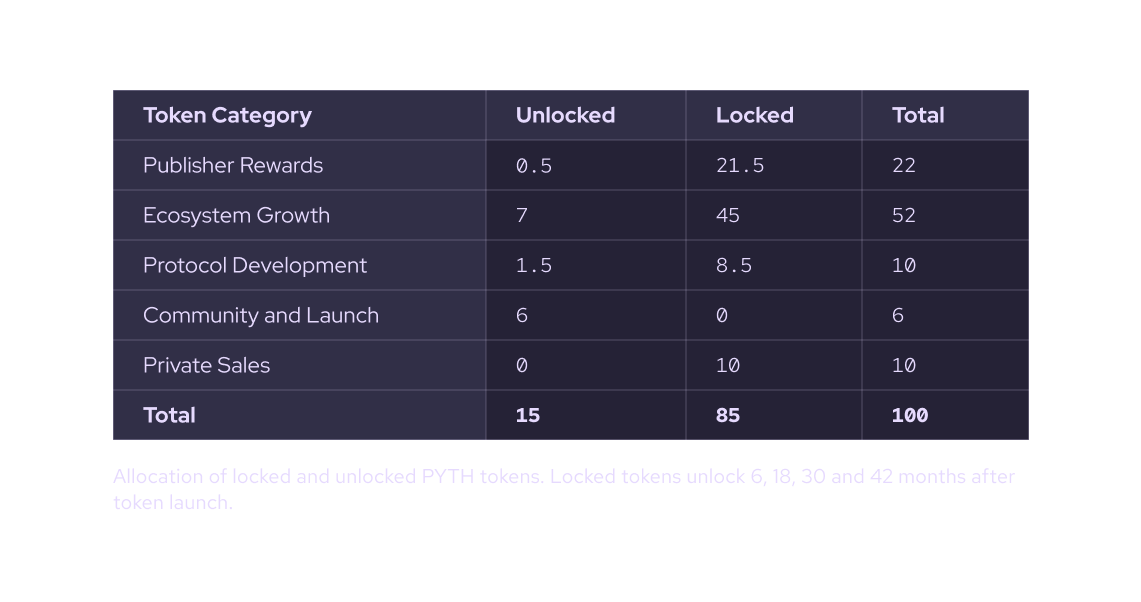 Token Category Unlocked Locked Total
Publisher Rewards 0.5 21.5 22
Ecosystem Growth 7 45 52
Protocol Development 1.5 8.5 10
Community and Launch 6 0 6
Private Sales 0 10 10
Total 15 85 100
Allocation of locked and unlocked PYTH tokens. Locked tokens unlock 6, 18, 30 and 42 months after
token launch.